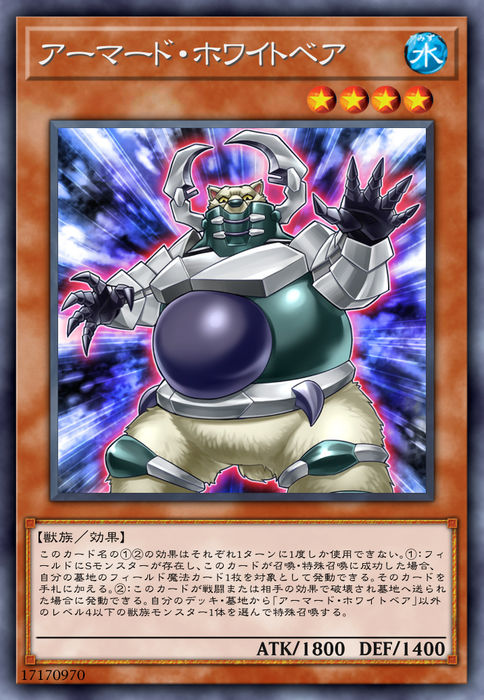 アーマード・ホワイトベア
みず
水
【獣族／効果】
このカード名の①②の効果はそれぞれ1ターンに1度しか使用できない。①：フィ
ールドにSモンスターが存在し、このカードが召喚・特殊召喚に成功した場合、
自分の墓地のフィールド魔法カード1枚を対象として発動できる。そのカードを
手札に加える。②：このカードが戦闘または相手の効果で破壊され墓地へ送られ
た場合に発動できる。自分のデッキ・墓地から「アーマード・ホワイトベア」以外
のレベル4以下の獣族モンスター1体を選んで特殊召喚する。
ATK/1800 DEF/1400
17170970